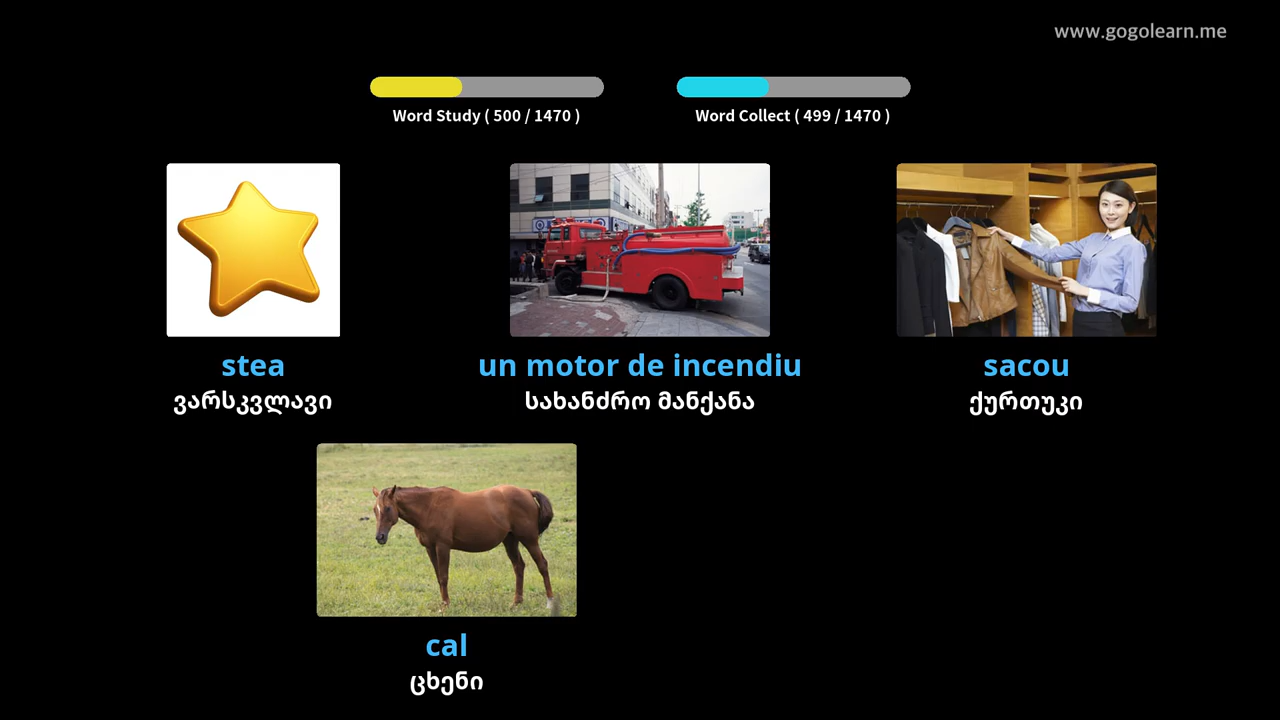 www.gogolearn.me
Word Study ( 500 / 1470 )
Word Collect ( 499 / 1470 )
stea
ვარსკვლავი
un motor de incendiu
სახანძრო მანქანა
sacou
ქურთუკი
cal
ცხენი